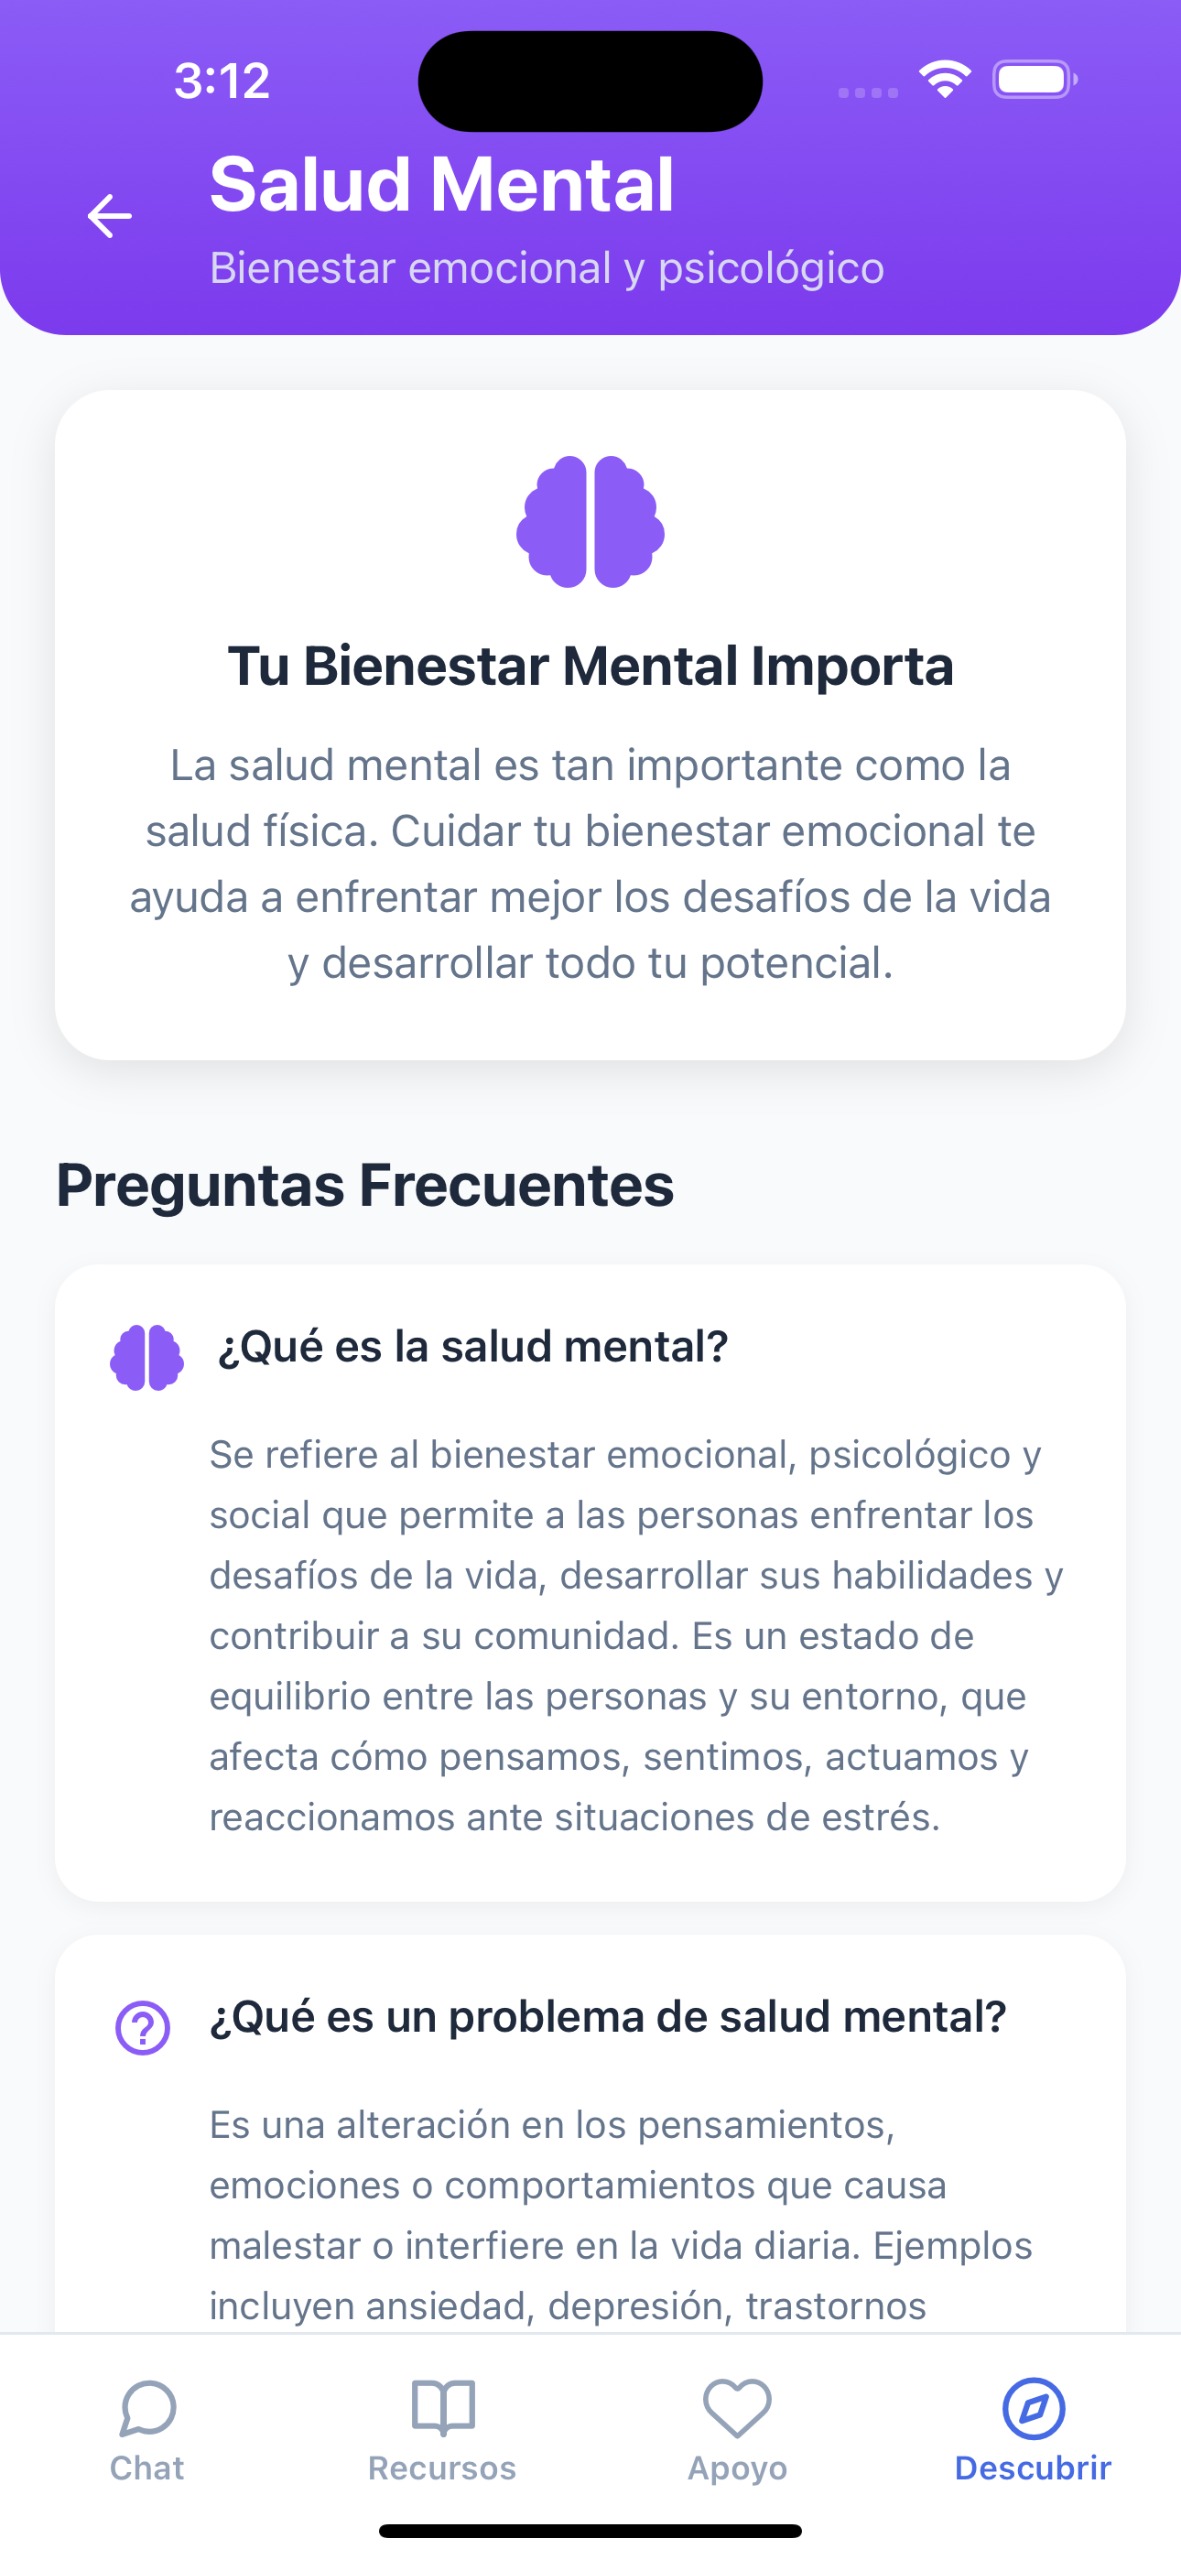 3:12
Salud Mental
Bienestar emocional y psicológico
Tu Bienestar Mental Importa
La salud mental es tan importante como la
salud física. Cuidar tu bienestar emocional te
ayuda a enfrentar mejor los desafíos de la vida
y desarrollar todo tu potencial.
Preguntas Frecuentes
¿Qué es la salud mental?
Se refiere al bienestar emocional, psicológico y
social que permite a las personas enfrentar los
desafíos de la vida, desarrollar sus habilidades y
contribuir a su comunidad. Es un estado de
equilibrio entre las personas y su entorno, que
afecta cómo pensamos, sentimos, actuamos y
reaccionamos ante situaciones de estrés.
¿Qué es un problema de salud mental?
Es una alteración en los pensamientos,
emociones o comportamientos que causa
malestar o interfiere en la vida diaria. Ejemplos
incluyen ansiedad, depresión, trastornos
Chat
Recursos
Apoyo
Descubrir